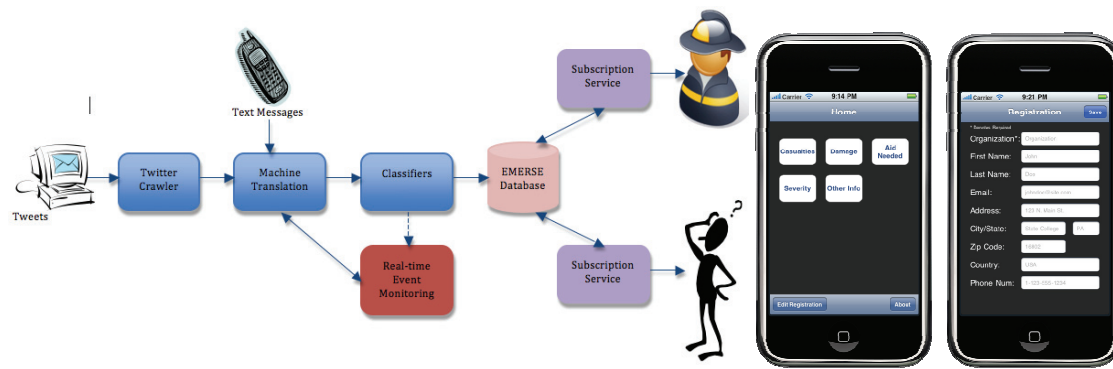 Text Messages
Tweets
Twitter
Crawler
Machine
Translation
Classifiers
Real-time
Event
Monitoring
EMERSE
Database
Subscription
Service
Subscription
Service
?
Carrier 9:14 PM
Home
Casualties
Damage
Aid
Needed
Severity
Other Info
Edit Registration
About
Carrier 9:21 PM
Registration
Save
* Denotes Required
Organization*: Organization
First Name: John
Last Name: Doe
Email:
Address: 123 N. Main St.
City/State: State College PA
Zip Code: 16802
Country: USA
Phone Num: 1-123-555-1234